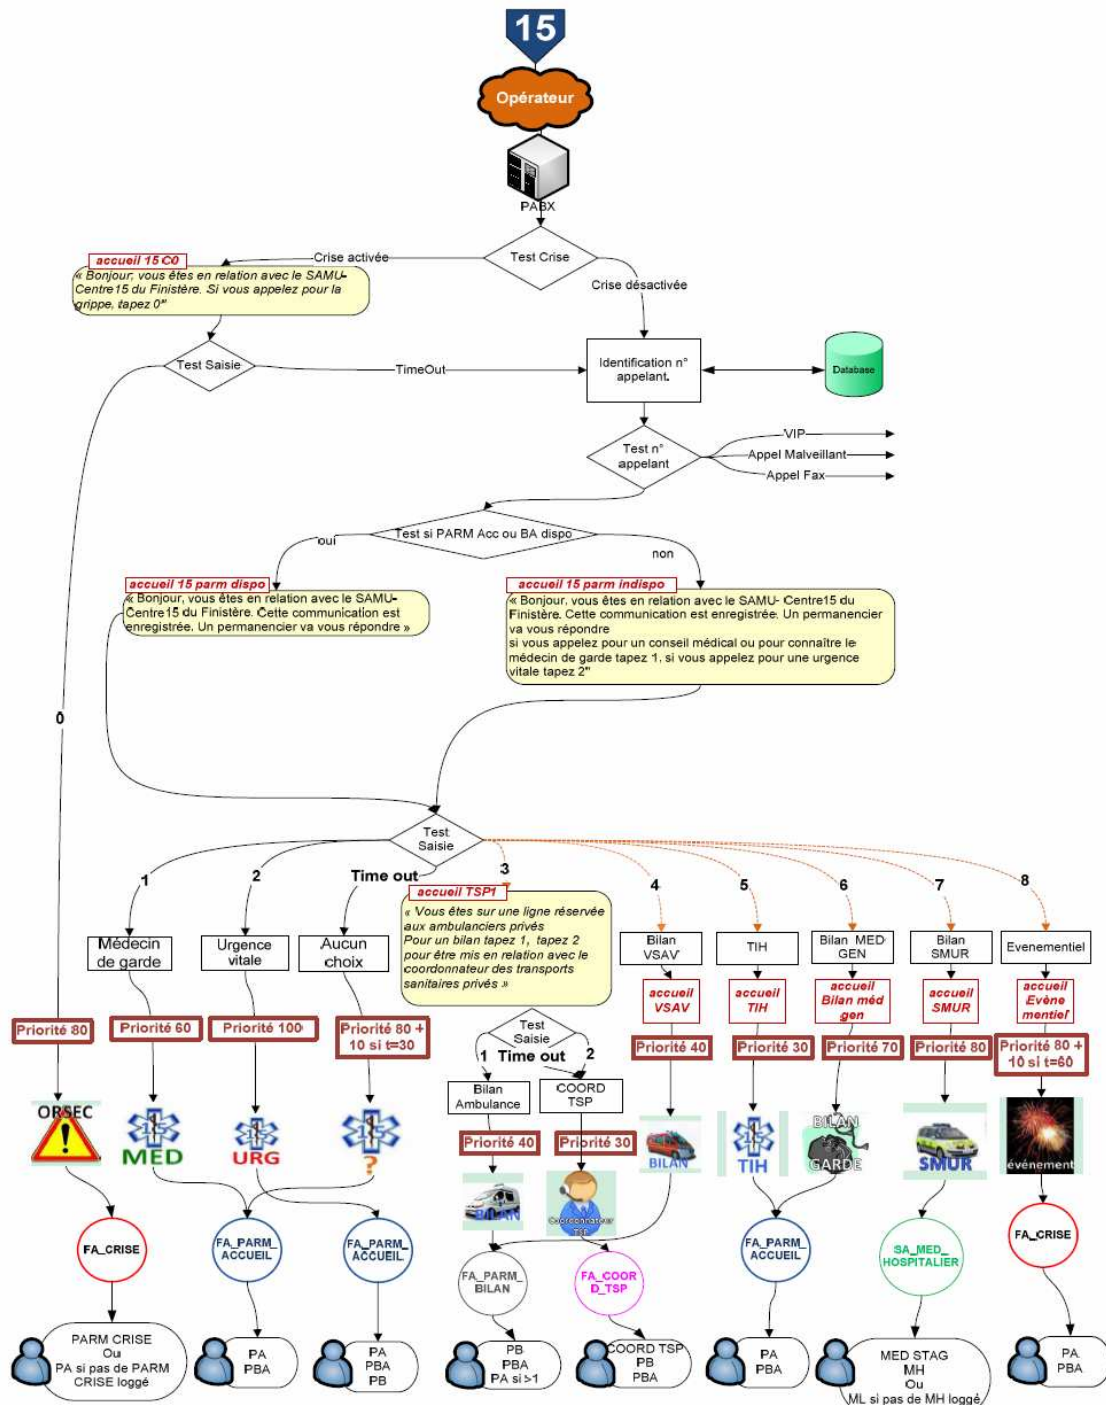 15
Opérateur
PABX
Test Crise
Crise activée
Crise désactivée
accueil 15 C0
« Bonjour, vous êtes en relation avec le SAMU-
Centre15 du Finistère. Si vous appelez pour la
grippe, tapez 0"
Test Saisie
TimeOut
Identification n°
appelant.
Database
Test n°
appelant
VIP
Appel Malveillant
Appel Fax
Test si PARM Acc ou BA dispo
oui
non
accueil 15 parm dispo
« Bonjour, vous êtes en relation avec le SAMU-
Centre15 du Finistère. Cette communication est
enregistrée. Un permanencier va vous répondre »
accueil 15 parm indispo
« Bonjour, vous êtes en relation avec le SAMU- Centre15 du
Finistère. Cette communication est enregistrée. Un permanencier
va vous répondre
si vous appelez pour un conseil médical ou pour connaître le
médecin de garde tapez 1, si vous appelez pour une urgence
vitale tapez 2"
0
Test
Saisie
1
2
Time out
3
4
5
6
7
8
Médecin
de garde
Urgence
vitale
Aucun
choix
accueil TSP1
« Vous êtes sur une ligne réservée
aux ambulanciers privés
Pour un bilan tapez 1, tapez 2
pour être mis en relation avec le
coordonnateur des transports
sanitaires privés »
Bilan
VSAV
TIH
Bilan MED
GEN
Bilan
SMUR
Evenementiel
accueil
VSAV
accueil
TIH
accueil
Bilan méd
gen
accueil
SMUR
accueil
Evène
mentiel
Priorité 80
Priorité 60
Priorité 100
Priorité 80 +
10 si t=30
Test
Saisie
1
Time out
2
Priorité 40
Priorité 30
Priorité 70
Priorité 80
Priorité 80 +
10 si t=60
Bilan
Ambulance
COORD
TSP
Priorité 40
Priorité 30
ORSEC
MED
URG
?
BILAN
Coordonnateur
TSP
BILAN
TIH
BILAN
GARDE
SMUR
événement
FA_CRISE
FA_PARM_
ACCUEIL
FA_PARM_
ACCUEIL
FA_PARM_
BILAN
FA_COOR
D_TSP
FA_PARM_
ACCUEIL
SA_MED_
HOSPITALIER
FA_CRISE
PARM CRISE
Ou
PA si pas de PARM
CRISE loggé
PA
PBA
PA
PBA
PB
PB
PBA
PA si >1
COORD TSP
PB
PBA
PA
PBA
MED STAG
MH
Ou
ML si pas de MH loggé
PA
PBA